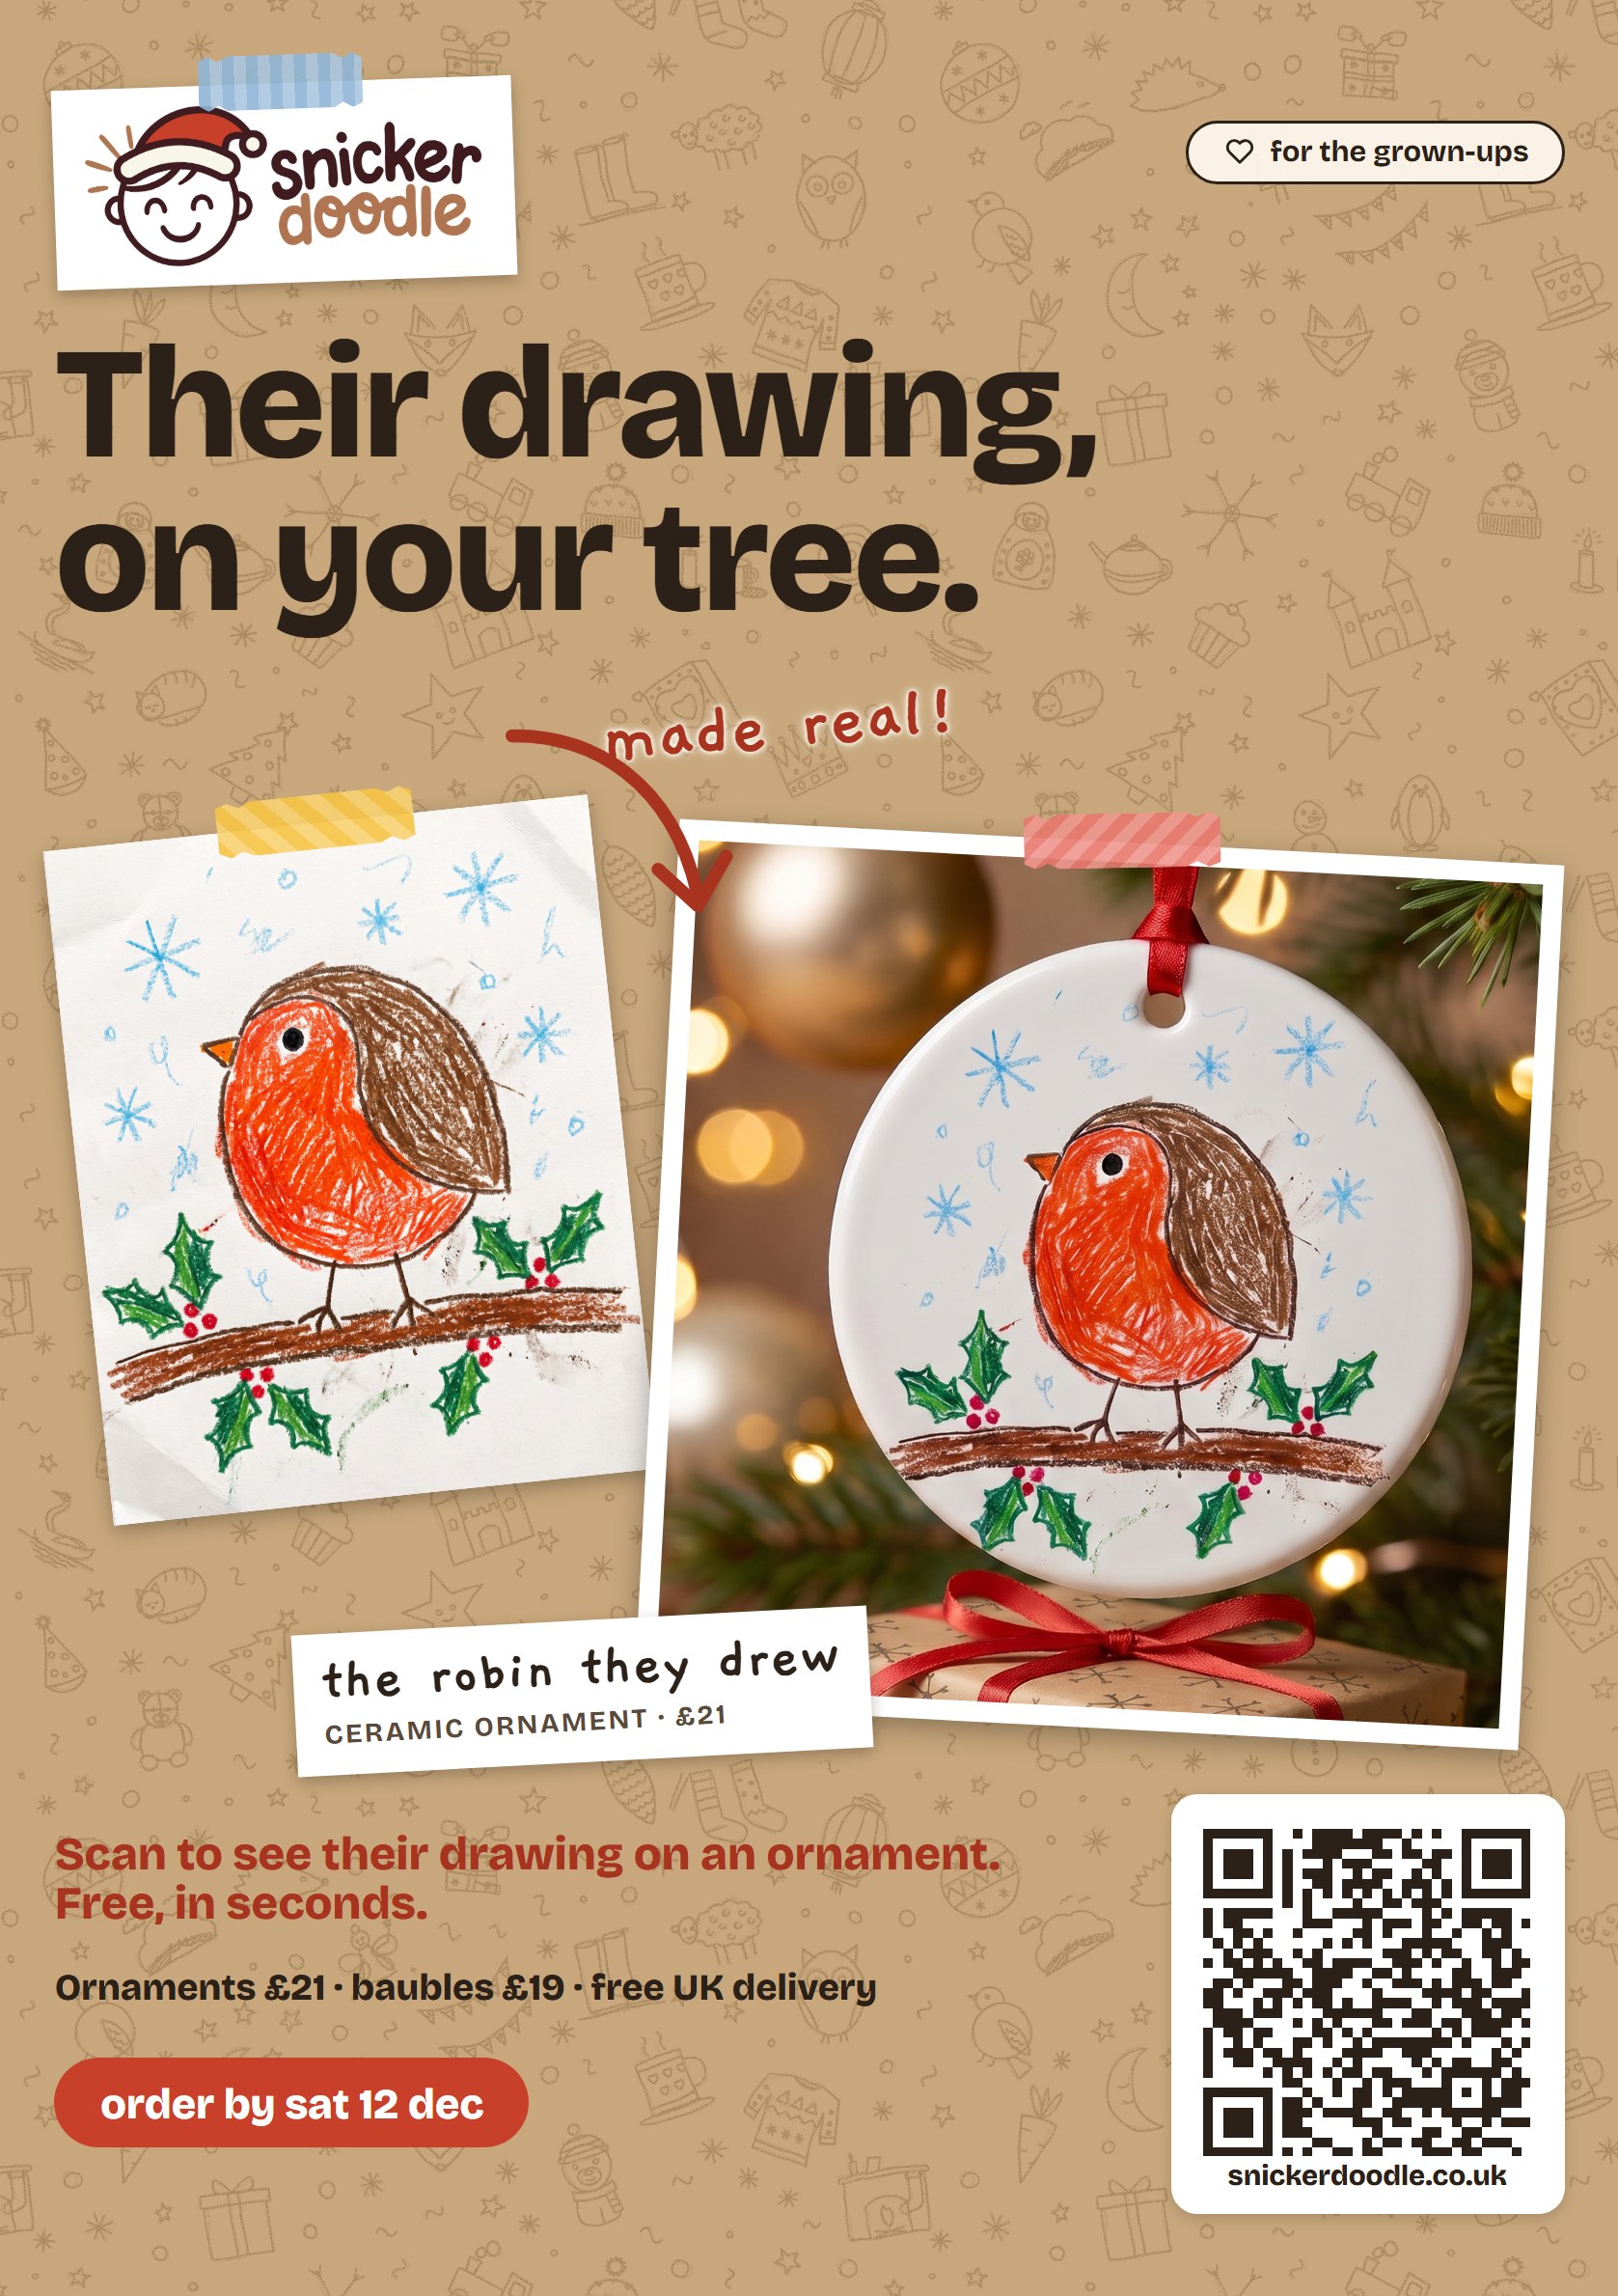 snicker
doodle
for the grown-ups
Their drawing,
on your tree.
made real!
the robin they drew
CERAMIC ORNAMENT · £21
Scan to see their drawing on an ornament.
Free, in seconds.
Ornaments £21 · baubles £19 · free UK delivery
order by sat 12 dec
snickerdoodle.co.uk